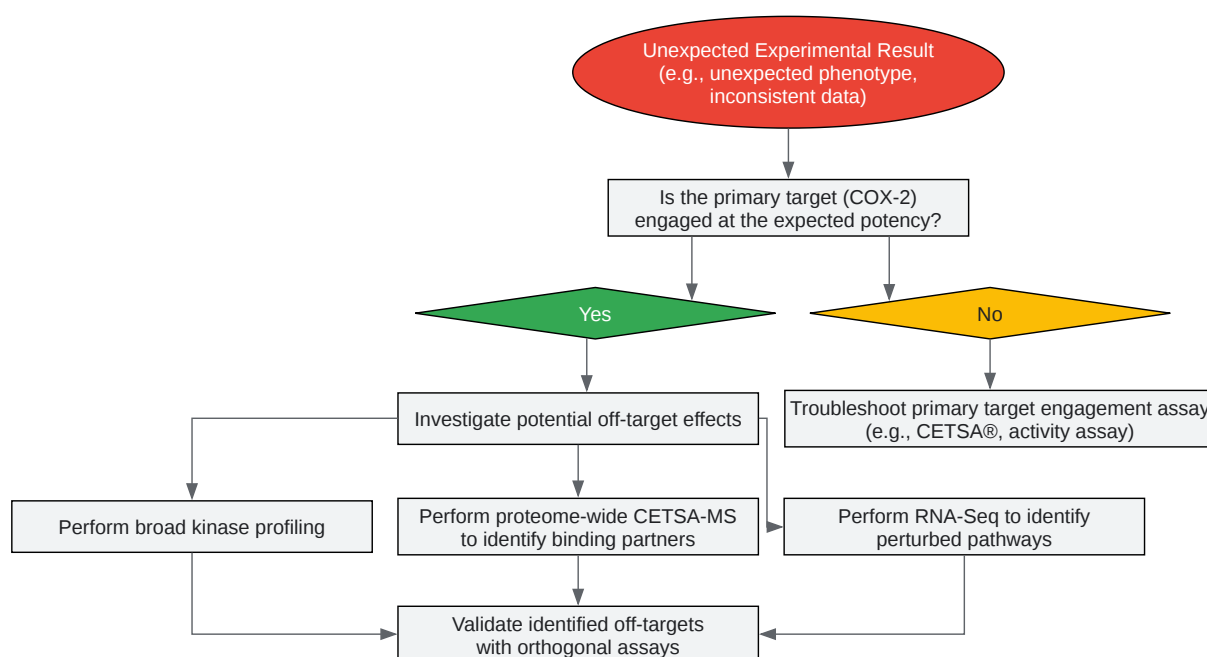 Unexpected Experimental Result
(e.g., unexpected phenotype,
inconsistent data)
Is the primary target (COX-2)
engaged at the expected potency?
Yes
No
Investigate potential off-target effects
Troubleshoot primary target engagement assay
(e.g., CETSA®, activity assay)
Perform broad kinase profiling
Perform proteome-wide CETSA-MS
to identify binding partners
Perform RNA-Seq to identify
perturbed pathways
Validate identified off-targets
with orthogonal assays